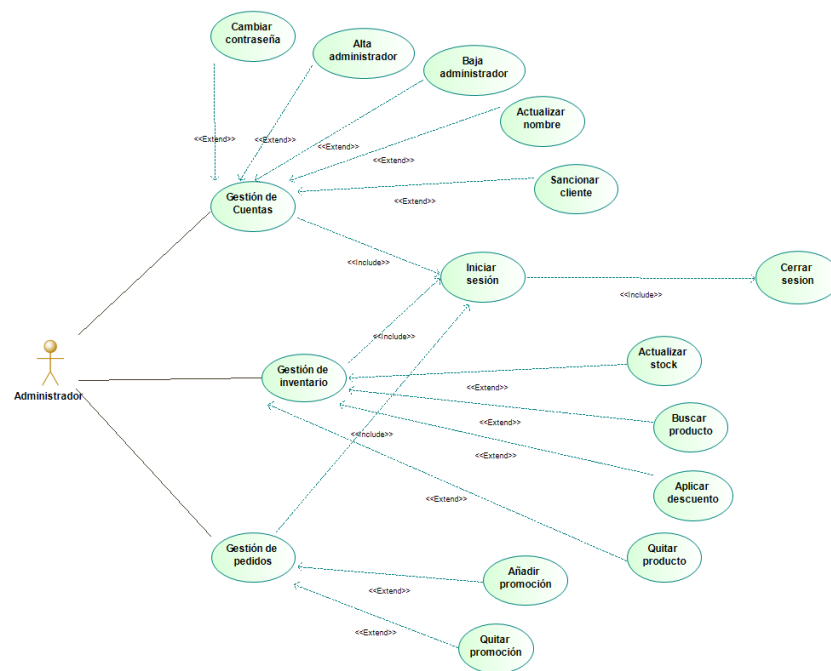 Cambiar
contraseña
Alta
administrador
Baja
administrador
Actualizar
nombre
<<Extend>>
<<Extend>>
<<Extend>>
<<Extend>>
Sancionar
cliente
<<Extend>>
Gestión de
Cuentas
<<Include>>
Iniciar
sesión
Cerrar
sesion
<<Include>>
<<Include>>
Administrador
Gestión de
inventario
Actualizar
stock
<<Extend>>
Buscar
producto
<<Extend>>
<<Include>>
<<Extend>>
Aplicar
descuento
<<Extend>>
Gestión de
pedidos
Quitar
producto
Añadir
promoción
<<Extend>>
<<Extend>>
Quitar
promoción